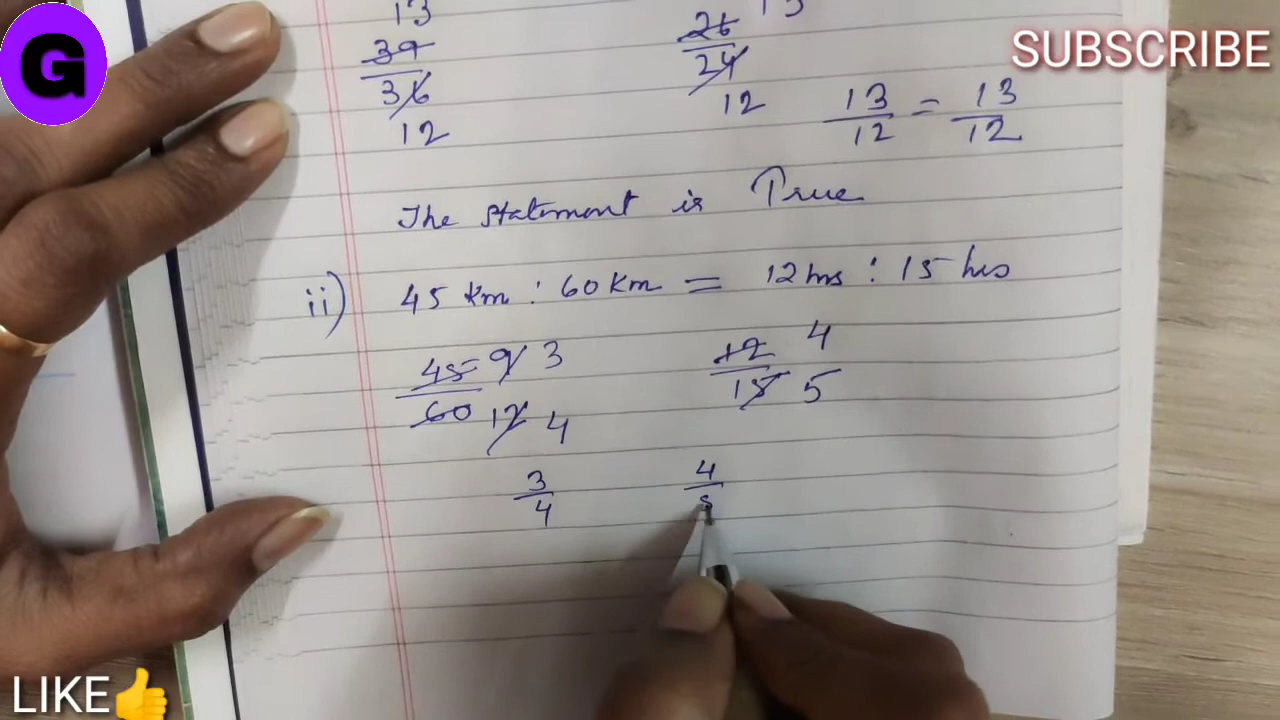 G
SUBSCRIBE
13
39
36
12
26 13
24
12
13/12 = 13/12
The statement is True
ii) 45 km : 60 km = 12 hrs : 15 hrs
45 9 3
60 12 4
12 4
15 5
3/4 4/5
LIKE👍